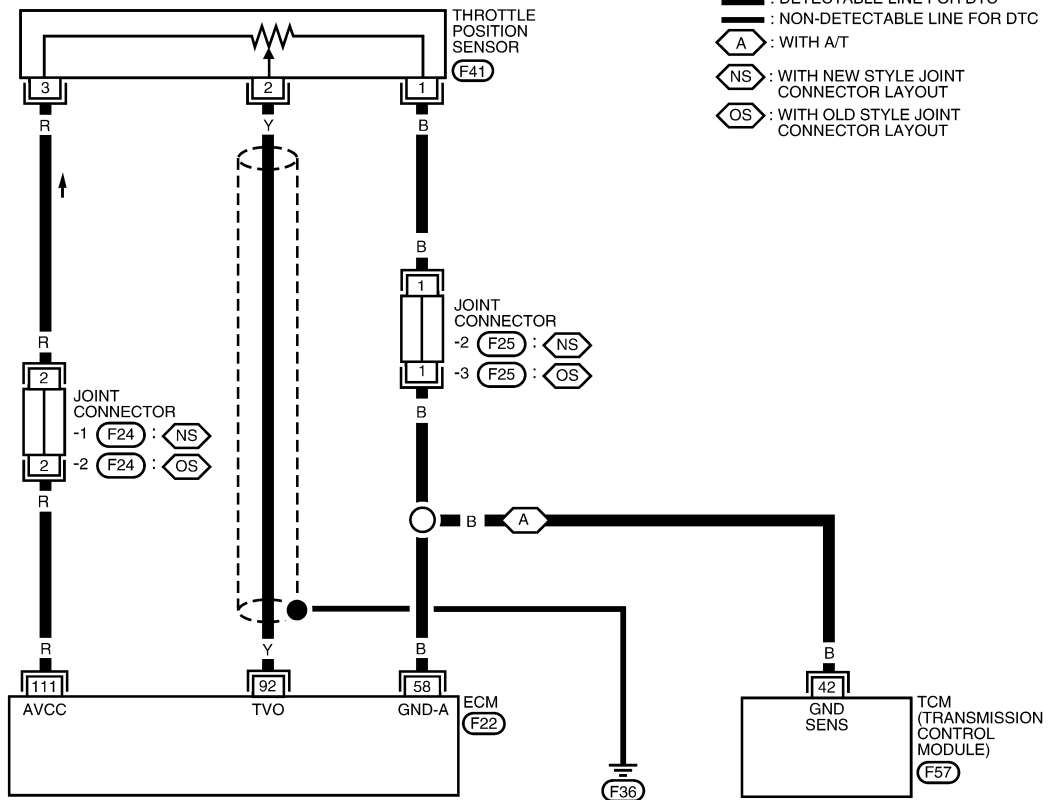 : DETECTABLE LINE FOR DTC
: NON-DETECTABLE LINE FOR DTC
A : WITH A/T
NS : WITH NEW STYLE JOINT
CONNECTOR LAYOUT
OS : WITH OLD STYLE JOINT
CONNECTOR LAYOUT
THROTTLE
POSITION
SENSOR
F41
3 2 1
R Y B
B
1
JOINT
CONNECTOR
-2 F25 : NS
1 -3 F25 : OS
B
R
2
JOINT
CONNECTOR
-1 F24 : NS
2 -2 F24 : OS
R
B A
R Y B B
111 92 58 42
AVCC TVO GND-A
ECM
F22
GND
SENS
TCM
(TRANSMISSION
CONTROL
MODULE)
F57
F36